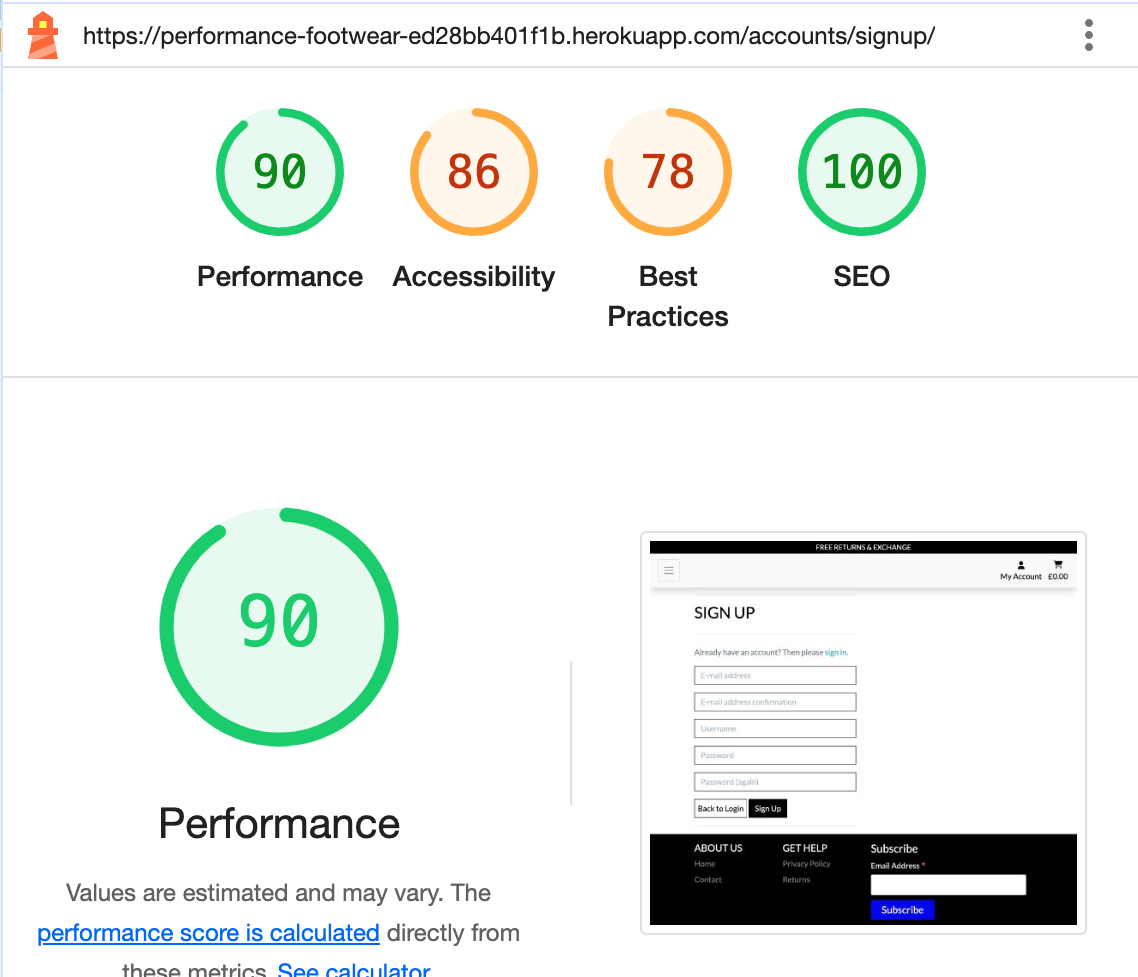 https://performance-footwear-ed28bb401f1b.herokuapp.com/accounts/signup/
90
86
78
100
Performance
Accessibility
Best
Practices
SEO
90
Performance
Values are estimated and may vary. The
performance score is calculated directly from
these metrics. See calculator.
FREE RETURNS & EXCHANGE
My Account
£0.00
SIGN UP
Already have an account? Then please sign in.
E-mail address
E-mail address confirmation
Username
Password
Password (again)
Back to Login
Sign Up
ABOUT US
Home
Contact
GET HELP
Privacy Policy
Returns
Subscribe
Email Address *
Subscribe